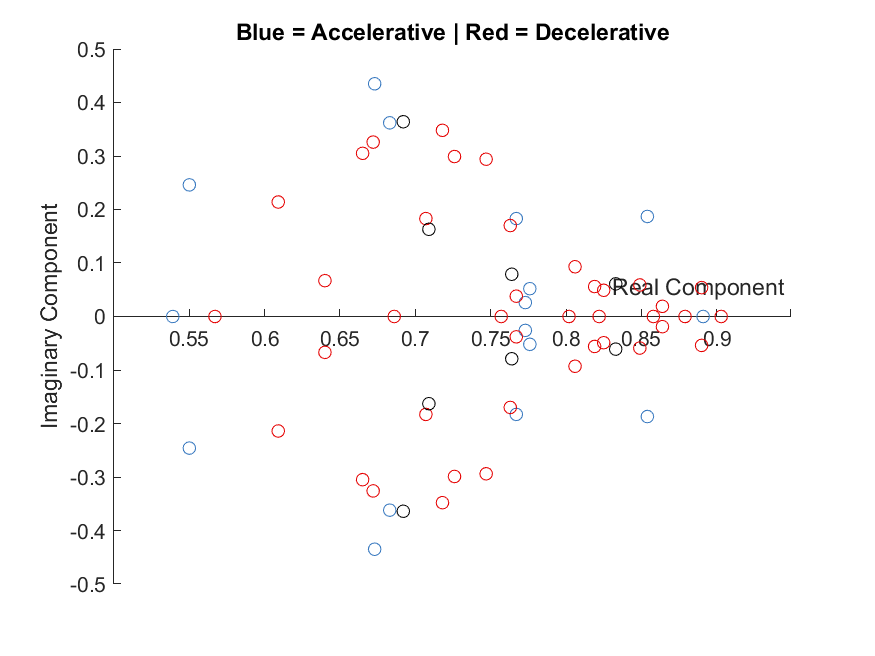 Blue = Accelerative | Red = Decelerative
0.5
0.4
0.3
0.2
0.1
0
-0.1
-0.2
-0.3
-0.4
-0.5
Imaginary Component
Real Component
0.55 0.6 0.65 0.7 0.75 0.8 0.85 0.9